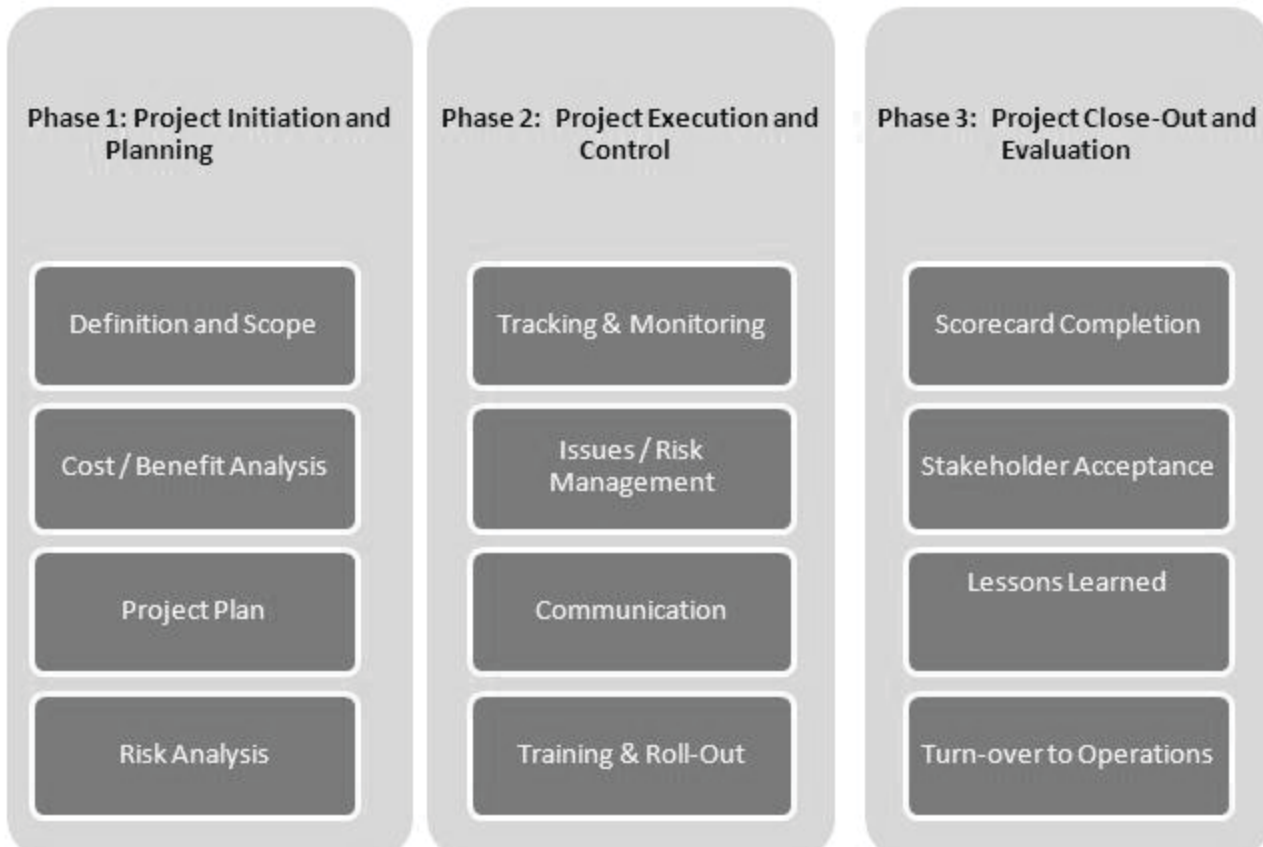 Phase 1: Project Initiation and
Planning
Definition and Scope
Cost / Benefit Analysis
Project Plan
Risk Analysis
Phase 2: Project Execution and
Control
Tracking & Monitoring
Issues / Risk
Management
Communication
Training & Roll-Out
Phase 3: Project Close-Out and
Evaluation
Scorecard Completion
Stakeholder Acceptance
Lessons Learned
Turn-over to Operations